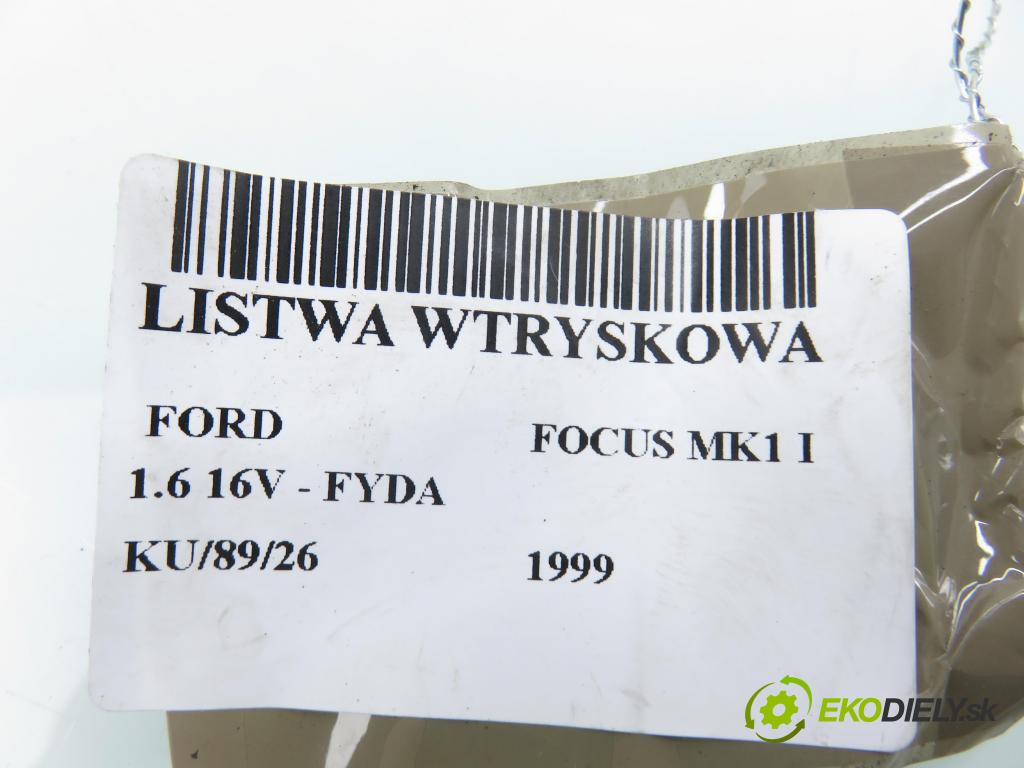 LISTWA WTRYSKOWA
FORD FOCUS MK1 I
1.6 16V - FYDA
KU/89/26 1999
EKODIELY.sk